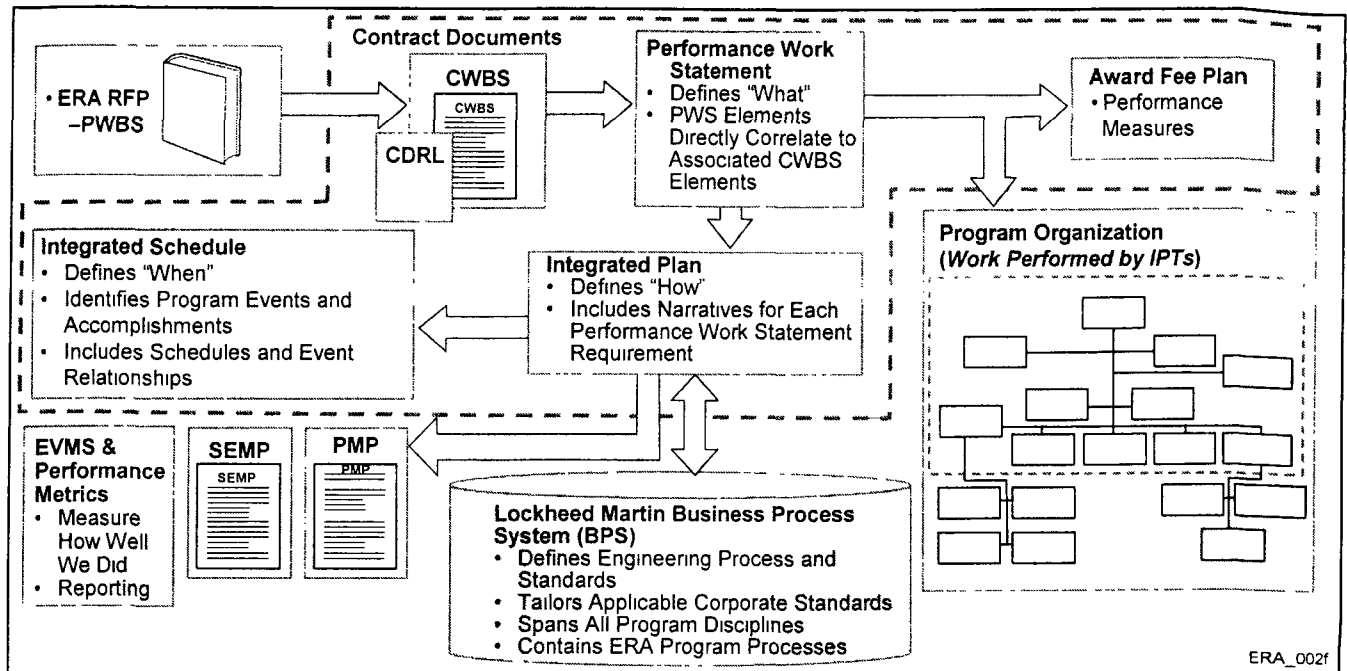 Contract Documents
• ERA RFP
–PWBS
CWBS
CWBS
CDRL
Performance Work
Statement
• Defines “What”
• PWS Elements
Directly Correlate to
Associated CWBS
Elements
Award Fee Plan
• Performance
Measures
Integrated Schedule
• Defines “When”
• Identifies Program Events and
Accomplishments
• Includes Schedules and Event
Relationships
Integrated Plan
• Defines “How”
• Includes Narratives for Each
Performance Work Statement
Requirement
Program Organization
(Work Performed by IPTs)
EVMS &
Performance
Metrics
• Measure
How Well
We Did
• Reporting
SEMP
SEMP
PMP
PMP
Lockheed Martin Business Process
System (BPS)
• Defines Engineering Process and
Standards
• Tailors Applicable Corporate Standards
• Spans All Program Disciplines
• Contains ERA Program Processes
ERA_002f